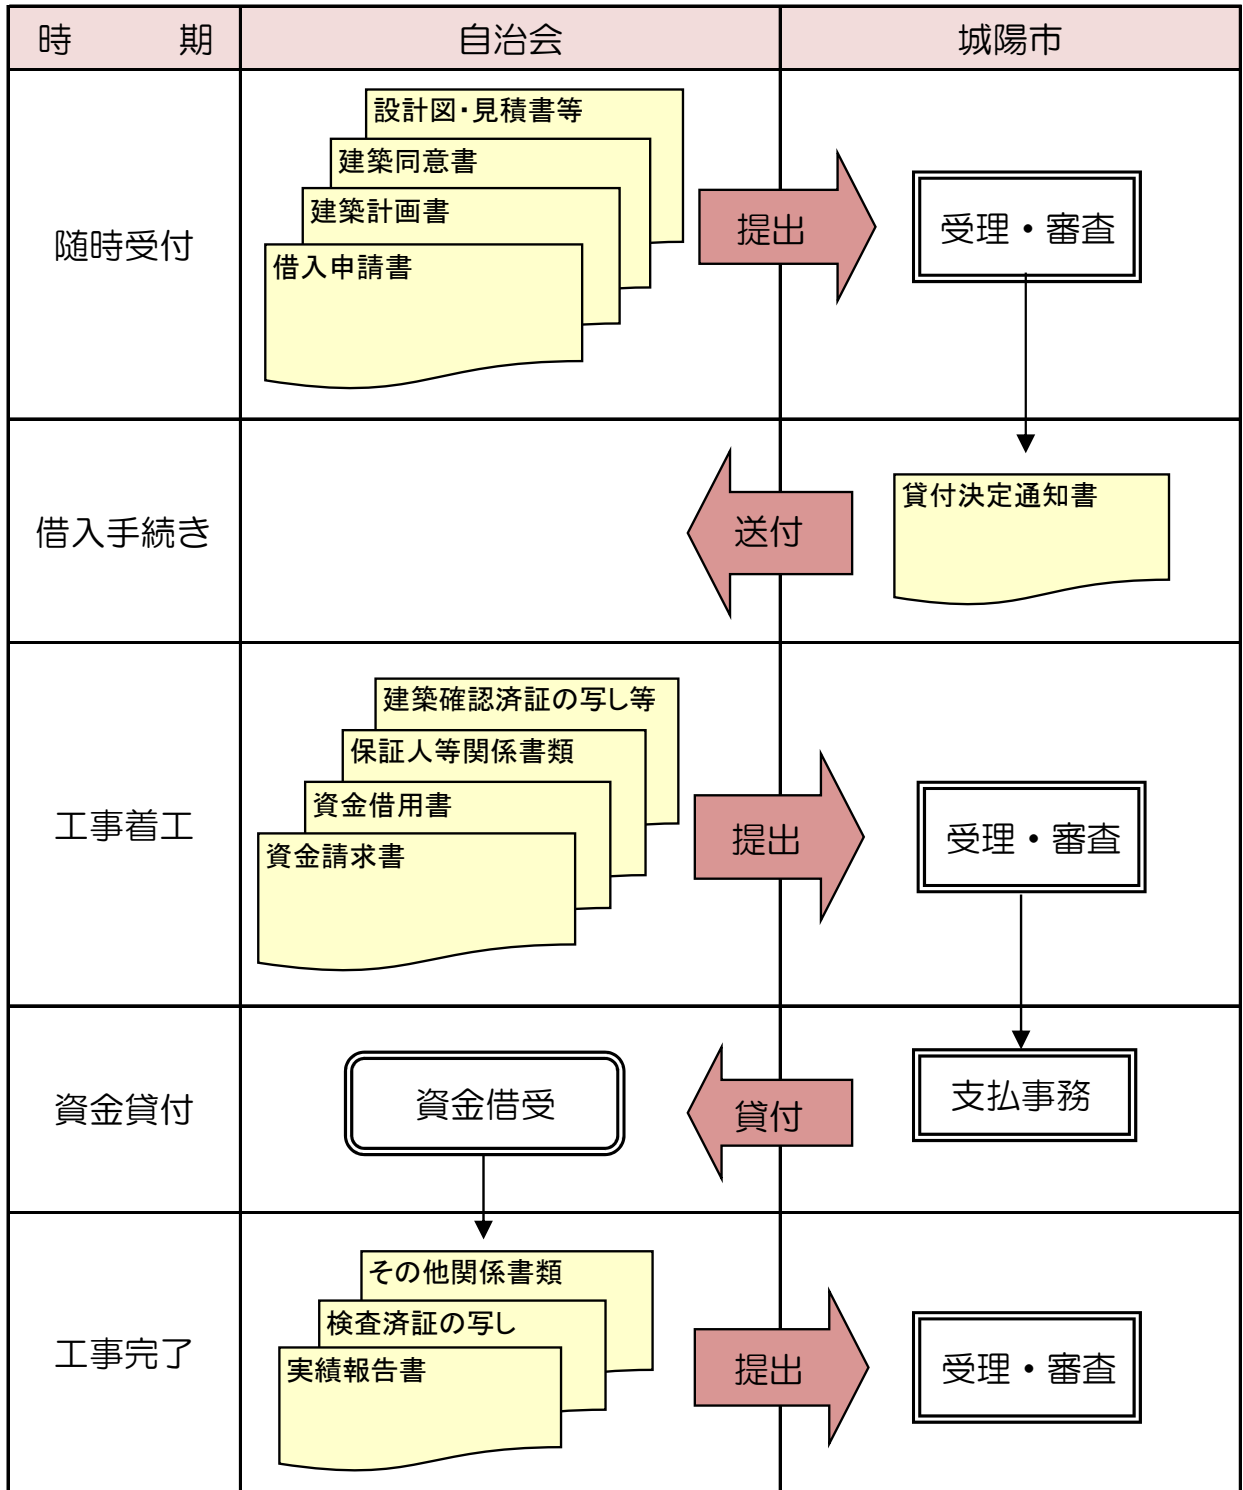 時　期
自治会
城陽市
随時受付
設計図・見積書等
建築同意書
建築計画書
借入申請書
提出
受理・審査
借入手続き
送付
貸付決定通知書
工事着工
建築確認済証の写し等
保証人等関係書類
資金借用書
資金請求書
提出
受理・審査
資金貸付
資金借受
貸付
支払事務
工事完了
その他関係書類
検査済証の写し
実績報告書
提出
受理・審査